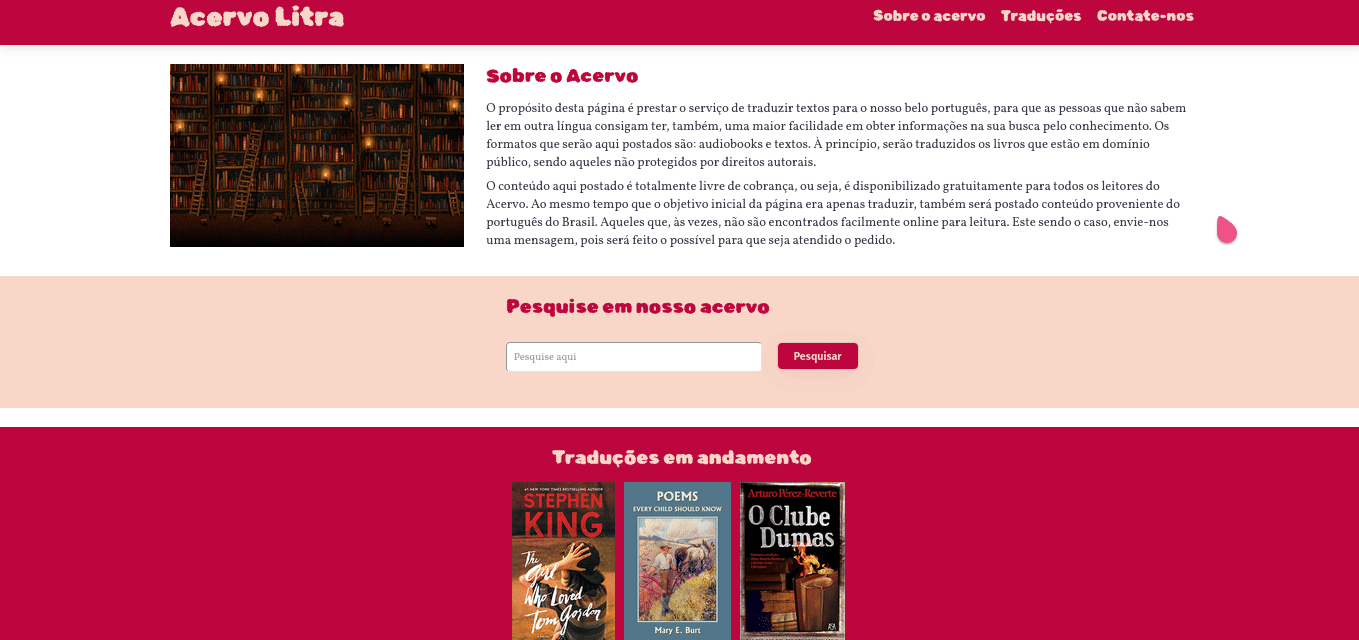 Acervo Litra
Sobre o acervo Traduções Contate-nos
Sobre o Acervo
O propósito desta página é prestar o serviço de traduzir textos para o nosso belo português, para que as pessoas que não sabem
ler em outra língua consigam ter, também, uma maior facilidade em obter informações na sua busca pelo conhecimento. Os
formatos que serão aqui postados são: audiobooks e textos. À princípio, serão traduzidos os livros que estão em domínio
público, sendo aqueles não protegidos por direitos autorais.
O conteúdo aqui postado é totalmente livre de cobrança, ou seja, é disponibilizado gratuitamente para todos os leitores do
Acervo. Ao mesmo tempo que o objetivo inicial da página era apenas traduzir, também será postado conteúdo proveniente do
português do Brasil. Aqueles que, às vezes, não são encontrados facilmente online para leitura. Este sendo o caso, envie-nos
uma mensagem, pois será feito o possível para que seja atendido o pedido.
Pesquise em nosso acervo
Pesquise aqui
Pesquisar
Traduções em andamento
#1 NEW YORK TIMES BESTSELLING AUTHOR
STEPHEN
KING
The
Girl
Who Loved
Tom Gordon
POEMS
EVERY CHILD SHOULD KNOW
Mary E. Burt
Arturo Pérez-Reverte
O Clube
Dumas
ASA